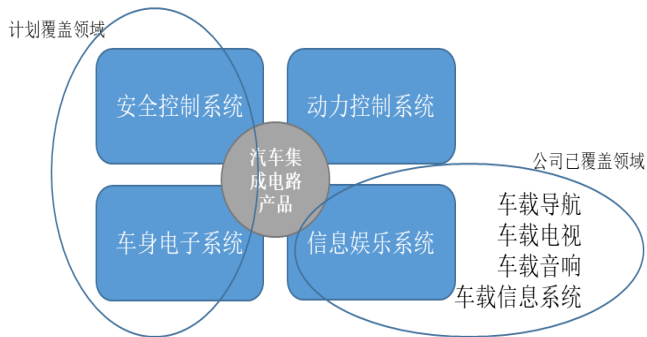 计划覆盖领域
安全控制系统
动力控制系统
汽车集
成电路
产品
公司已覆盖领域
车身电子系统
信息娱乐系统
车载导航
车载电视
车载音响
车载信息系统